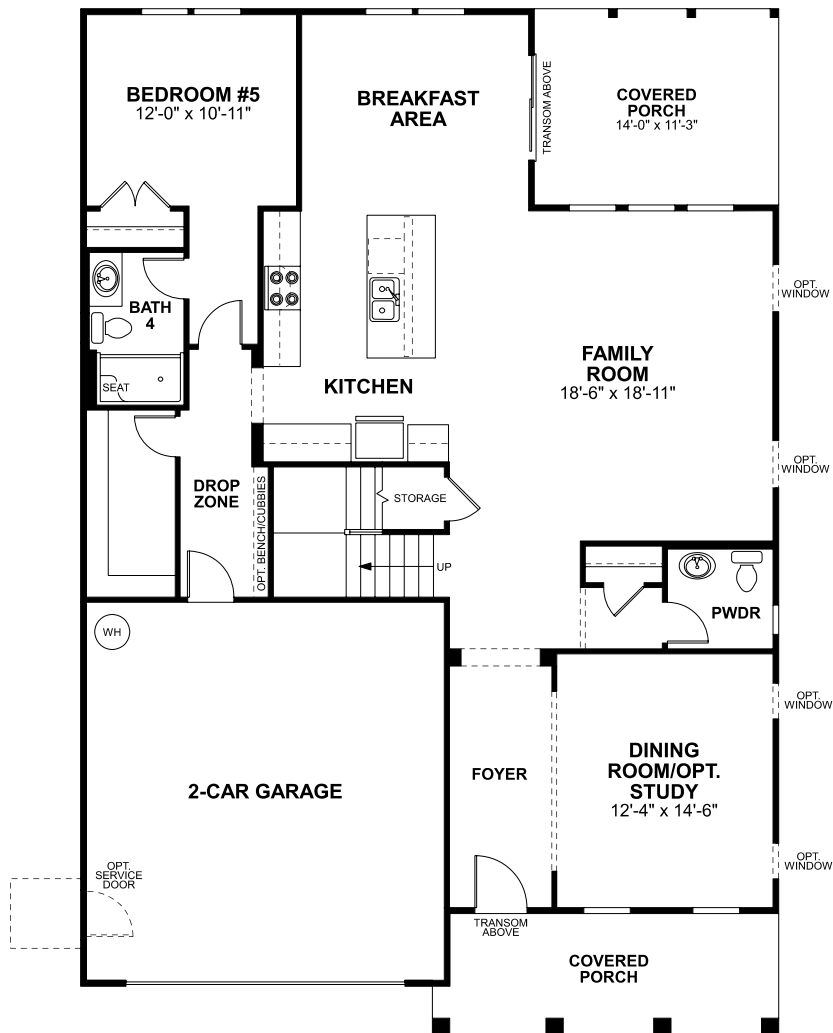 BEDROOM #5
12'-0" x 10'-11"
BREAKFAST
AREA
TRANSOM ABOVE
COVERED
PORCH
14'-0" x 11'-3"
OPT.
WINDOW
BATH
4
SEAT
KITCHEN
FAMILY
ROOM
18'-6" x 18'-11"
OPT.
WINDOW
DROP
ZONE
OPT. BENCH/CUBBIES
STORAGE
UP
PWDR
WH
OPT.
WINDOW
2-CAR GARAGE
FOYER
DINING
ROOM/OPT.
STUDY
12'-4" x 14'-6"
OPT.
WINDOW
OPT.
SERVICE
DOOR
TRANSOM
ABOVE
COVERED
PORCH